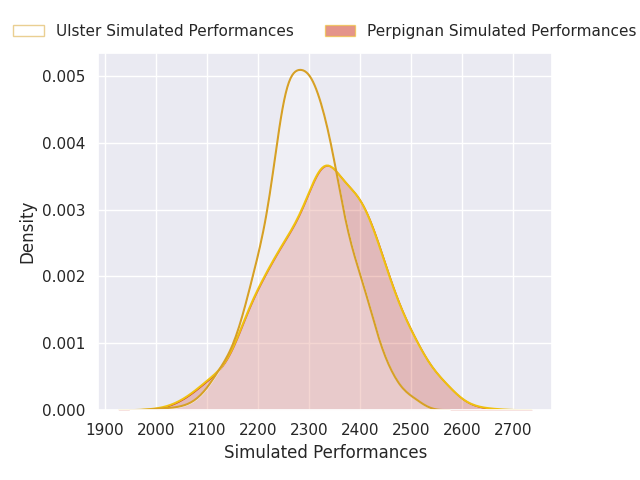 Ulster Simulated Performances
Perpignan Simulated Performances
0.005
0.004
0.003
0.002
0.001
0.000
Density
1900 2000 2100 2200 2300 2400 2500 2600 2700
Simulated Performances